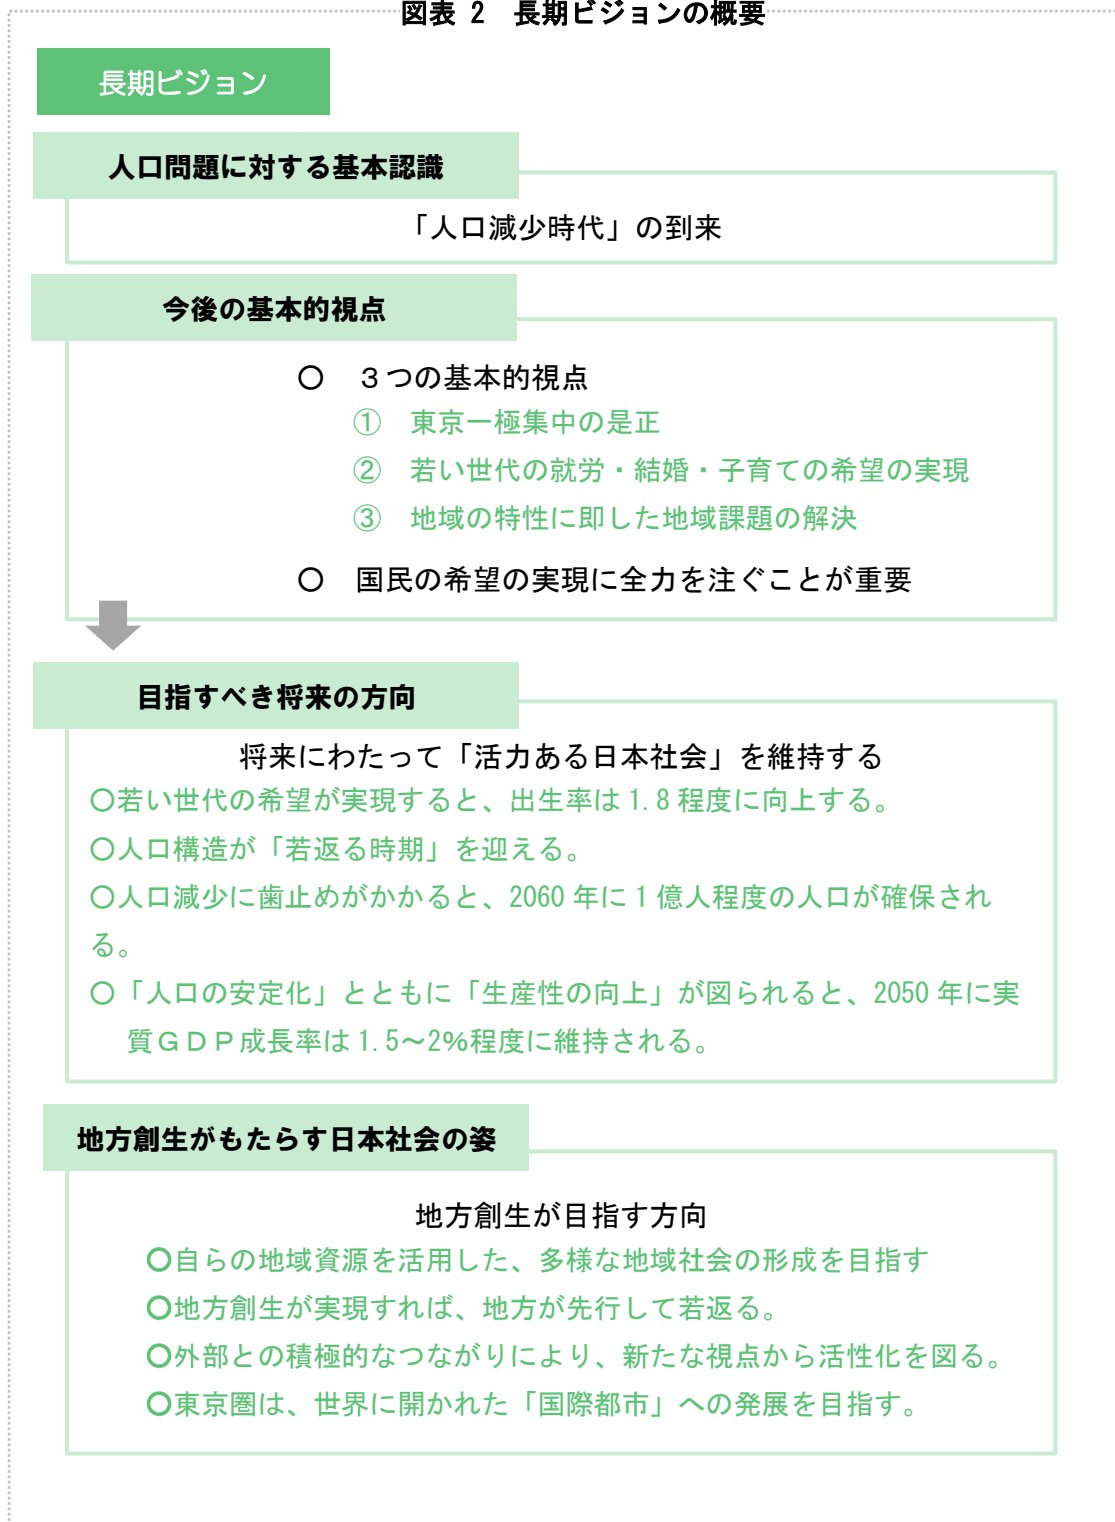 図表 2　長期ビジョンの概要
長期ビジョン
人口問題に対する基本認識
「人口減少時代」の到来
今後の基本的視点
〇　３つの基本的視点
①　東京一極集中の是正
②　若い世代の就労・結婚・子育ての希望の実現
③　地域の特性に即した地域課題の解決
〇　国民の希望の実現に全力を注ぐことが重要
目指すべき将来の方向
将来にわたって「活力ある日本社会」を維持する
〇若い世代の希望が実現すると、出生率は 1.8 程度に向上する。
〇人口構造が「若返る時期」を迎える。
〇人口減少に歯止めがかかると、2060 年に 1 億人程度の人口が確保され
る。
〇「人口の安定化」とともに「生産性の向上」が図られると、2050 年に実
質ＧＤＰ成長率は 1.5～2%程度に維持される。
地方創生がもたらす日本社会の姿
地方創生が目指す方向
〇自らの地域資源を活用した、多様な地域社会の形成を目指す
〇地方創生が実現すれば、地方が先行して若返る。
〇外部との積極的なつながりにより、新たな視点から活性化を図る。
〇東京圏は、世界に開かれた「国際都市」への発展を目指す。